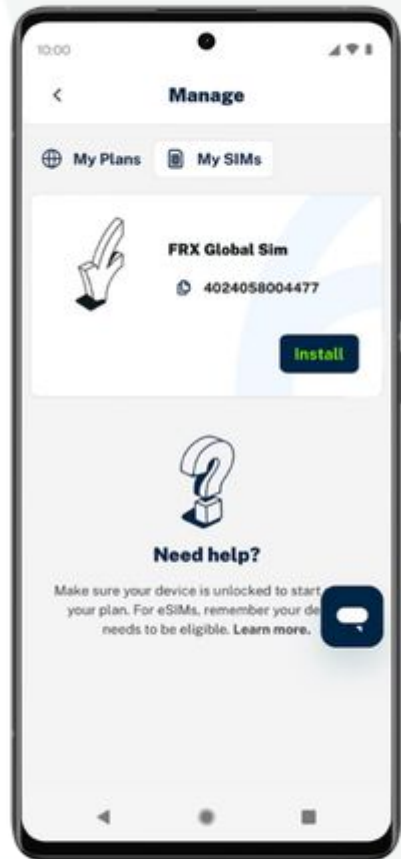 10:00
Manage
My Plans My SIMs
FRX Global Sim
4024058004477
Install
Need help?
Make sure your device is unlocked to start
your plan. For eSIMs, remember your de
needs to be eligible. Learn more.